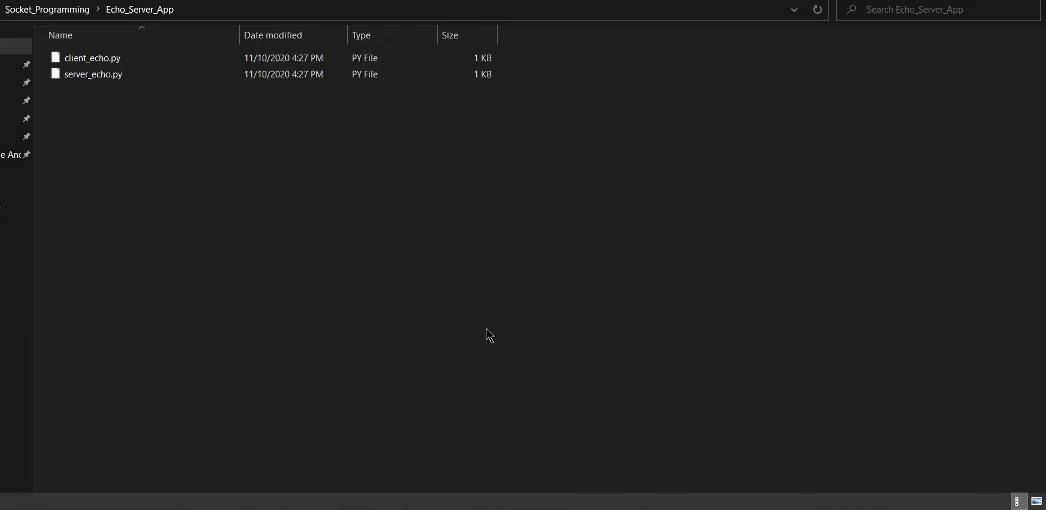 Socket_Programming > Echo_Server_App
Search Echo_Server_App
Name Date modified Type Size
client_echo.py 11/10/2020 4:27 PM PY File 1 KB
server_echo.py 11/10/2020 4:27 PM PY File 1 KB
e And